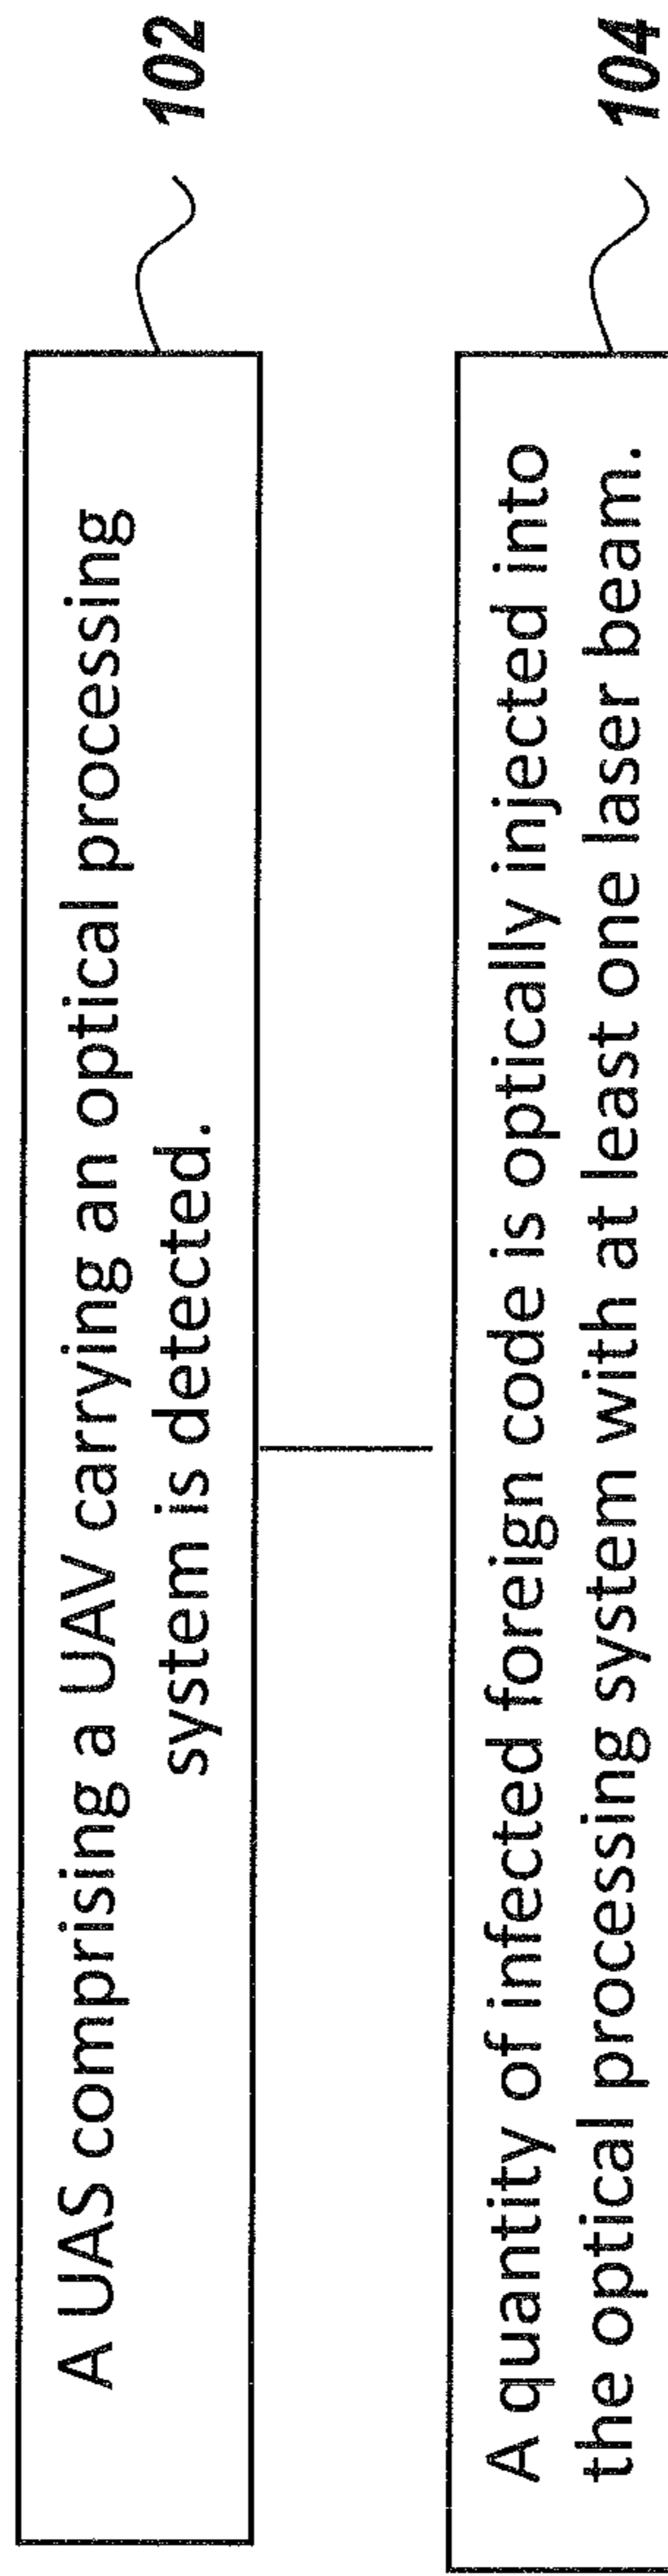 A UAS comprising a UAV carrying an optical processing
system is detected.
102
A quantity of infected foreign code is optically injected into
the optical processing system with at least one laser beam.
104